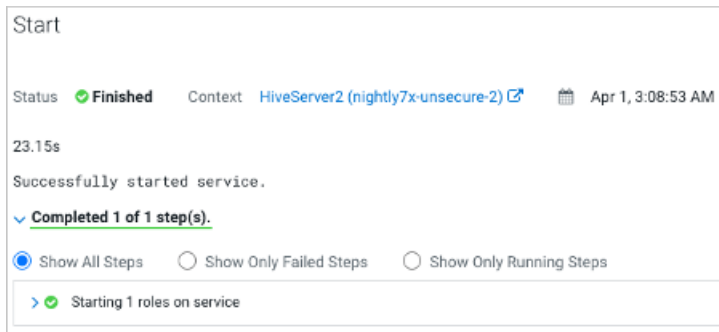 Start
Status Finished Context HiveServer2 (nightly7x-unsecure-2) Apr 1, 3:08:53 AM
23.15s
Successfully started service.
Completed 1 of 1 step(s).
Show All Steps Show Only Failed Steps Show Only Running Steps
Starting 1 roles on service